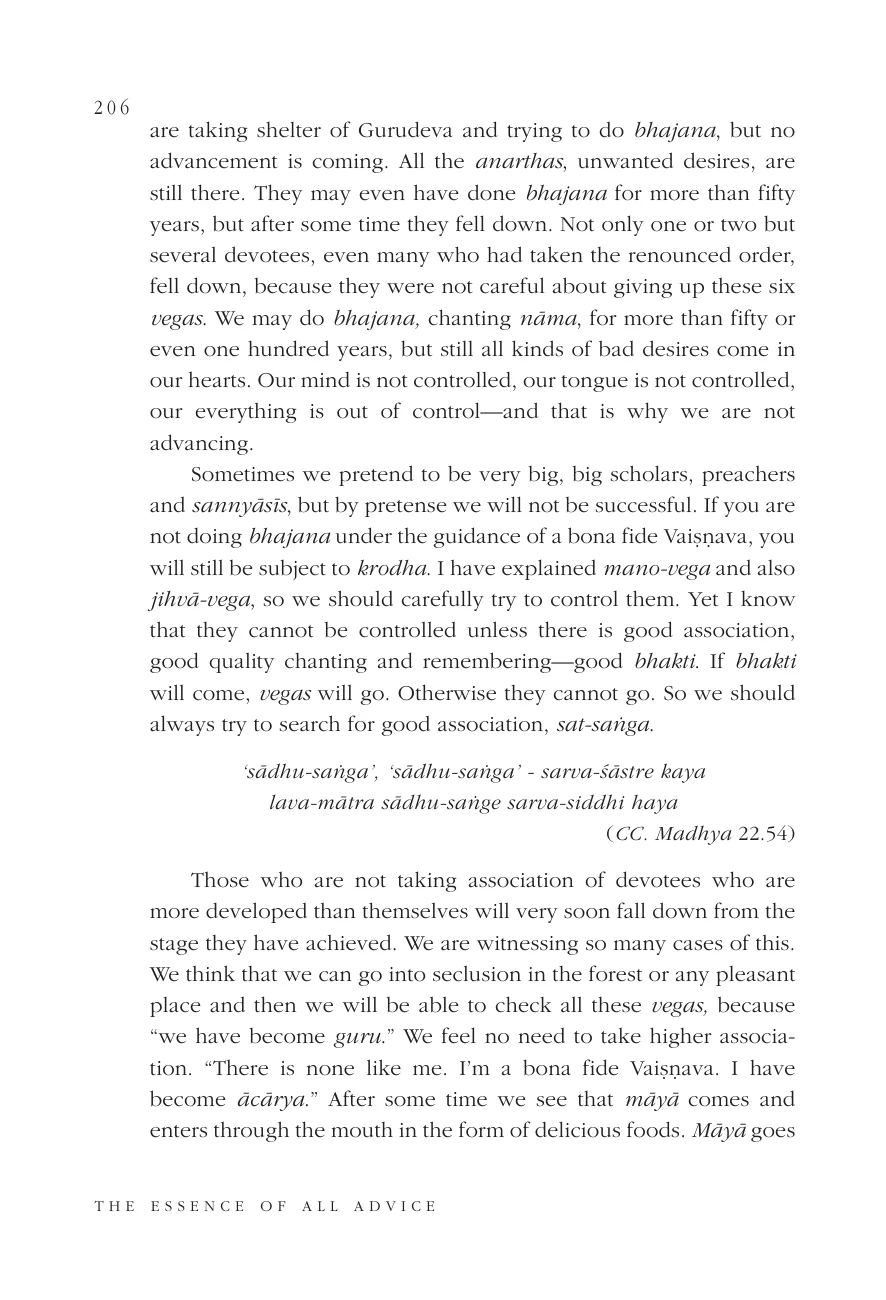 206
are taking shelter of Gurudeva and trying to do bhajana, but no
advancement is coming. All the anarthas, unwanted desires, are
still there. They may even have done bhajana for more than fifty
years, but after some time they fell down. Not only one or two but
several devotees, even many who had taken the renounced order,
fell down, because they were not careful about giving up these six
vegas. We may do bhajana, chanting nāma, for more than fifty or
even one hundred years, but still all kinds of bad desires come in
our hearts. Our mind is not controlled, our tongue is not controlled,
our everything is out of control—and that is why we are not
advancing.
Sometimes we pretend to be very big, big scholars, preachers
and sannyāsīs, but by pretense we will not be successful. If you are
not doing bhajana under the guidance of a bona fide Vaiṣṇava, you
will still be subject to krodha. I have explained mano-vega and also
jihvā-vega, so we should carefully try to control them. Yet I know
that they cannot be controlled unless there is good association,
good quality chanting and remembering—good bhakti. If bhakti
will come, vegas will go. Otherwise they cannot go. So we should
always try to search for good association, sat-saṅga.
‘sādhu-saṅga’, ‘sādhu-saṅga’ - sarva-śāstre kaya
lava-mātra sādhu-saṅge sarva-siddhi haya
(CC. Madhya 22.54)
Those who are not taking association of devotees who are
more developed than themselves will very soon fall down from the
stage they have achieved. We are witnessing so many cases of this.
We think that we can go into seclusion in the forest or any pleasant
place and then we will be able to check all these vegas, because
“we have become guru.” We feel no need to take higher associa-
tion. “There is none like me. I’m a bona fide Vaiṣṇava. I have
become ācārya.” After some time we see that māyā comes and
enters through the mouth in the form of delicious foods. Māyā goes
THE ESSENCE OF ALL ADVICE